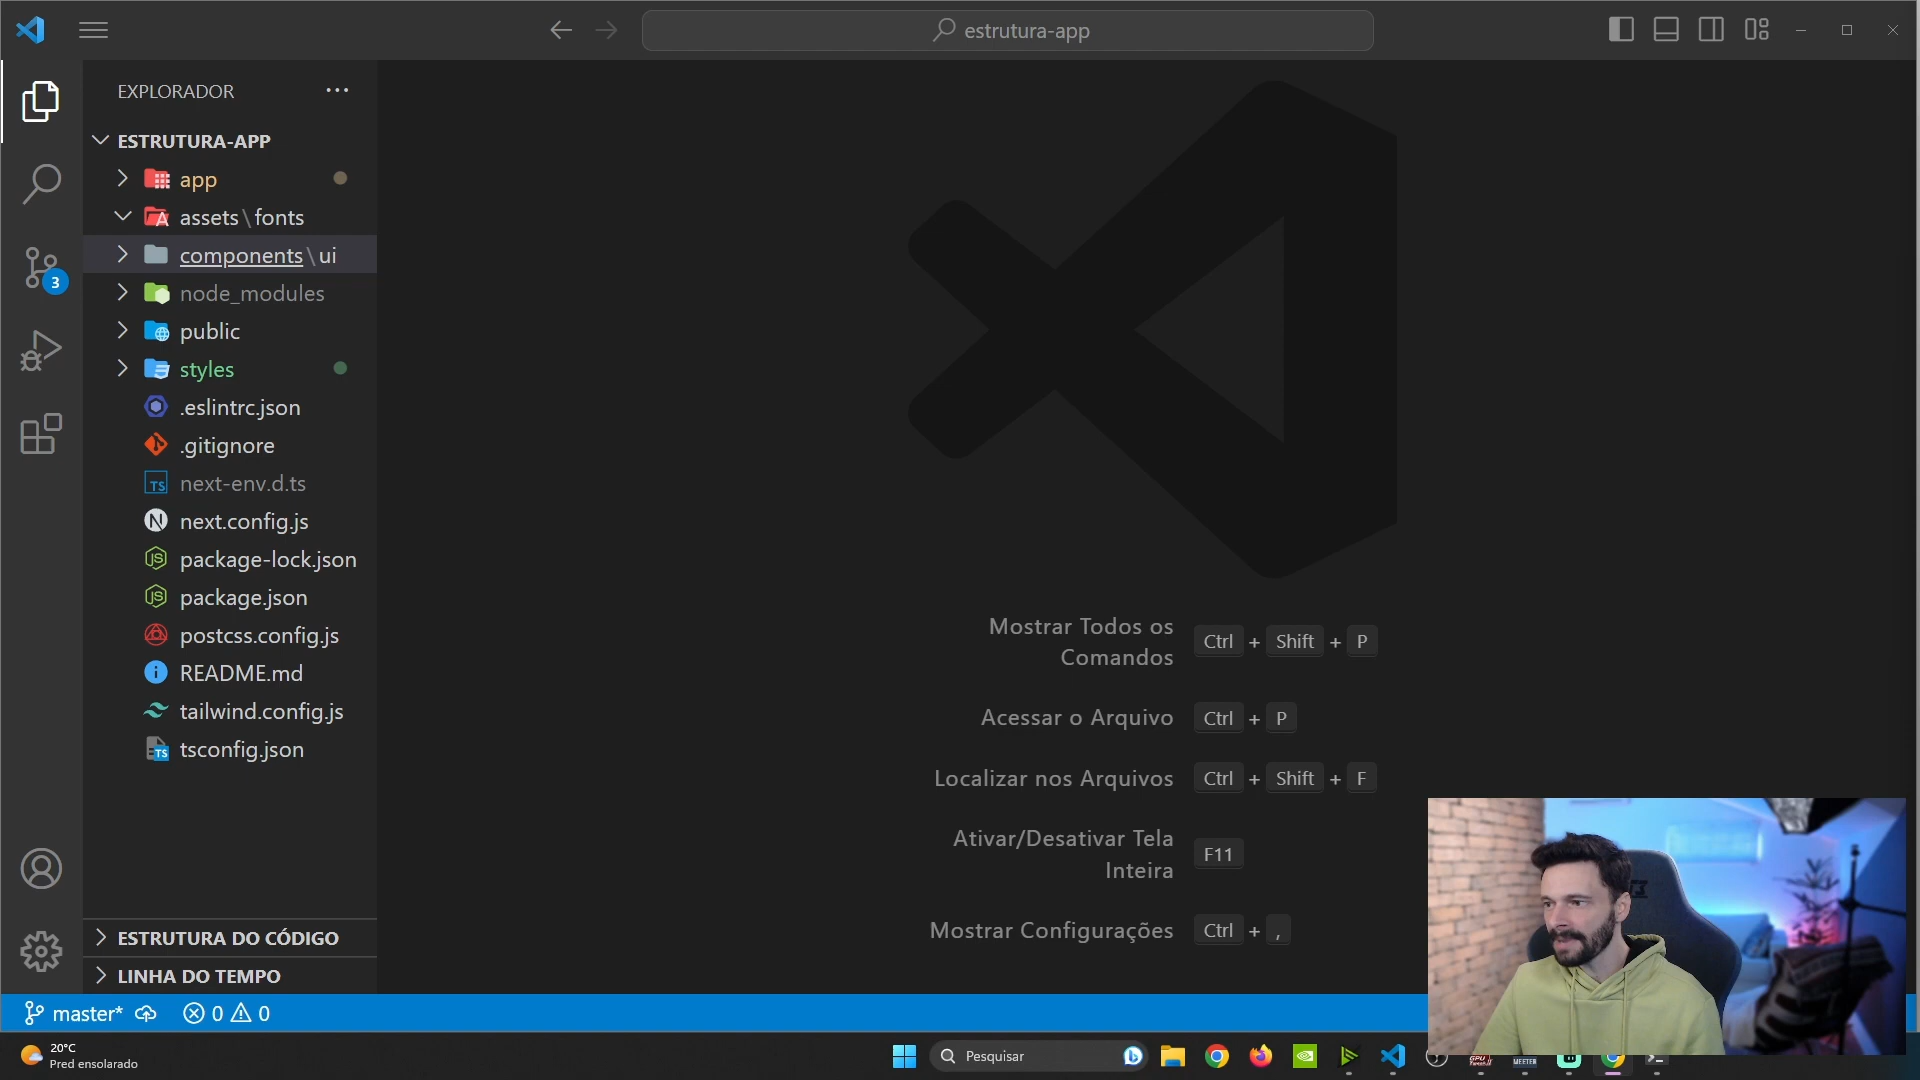 estrutura-app
EXPLORADOR
ESTRUTURA-APP
app
assets\fonts
components\ui
node_modules
public
styles
.eslintrc.json
.gitignore
next-env.d.ts
next.config.js
package-lock.json
package.json
postcss.config.js
README.md
tailwind.config.js
tsconfig.json
3
ESTRUTURA DO CÓDIGO
LINHA DO TEMPO
Mostrar Todos os
Comandos
Ctrl + Shift + P
Acessar o Arquivo
Ctrl + P
Localizar nos Arquivos
Ctrl + Shift + F
Ativar/Desativar Tela
Inteira
F11
Mostrar Configurações
Ctrl + ,
master*
0
0
20°C
Pred ensolarado
Pesquisar